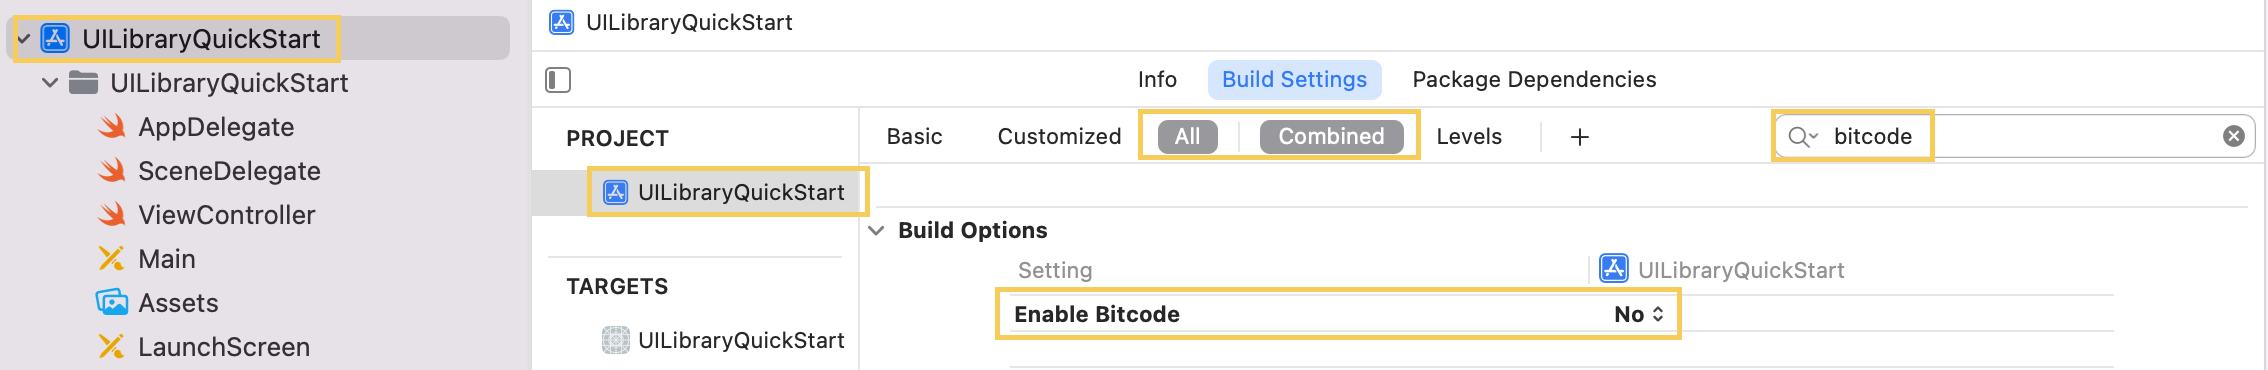 UILibraryQuickStart
UILibraryQuickStart
AppDelegate
SceneDelegate
ViewController
Main
Assets
LaunchScreen
UILibraryQuickStart
Info Build Settings Package Dependencies
PROJECT
UILibraryQuickStart
TARGETS
UILibraryQuickStart
Basic Customized All Combined Levels + bitcode
Build Options
Setting UILibraryQuickStart
Enable Bitcode No